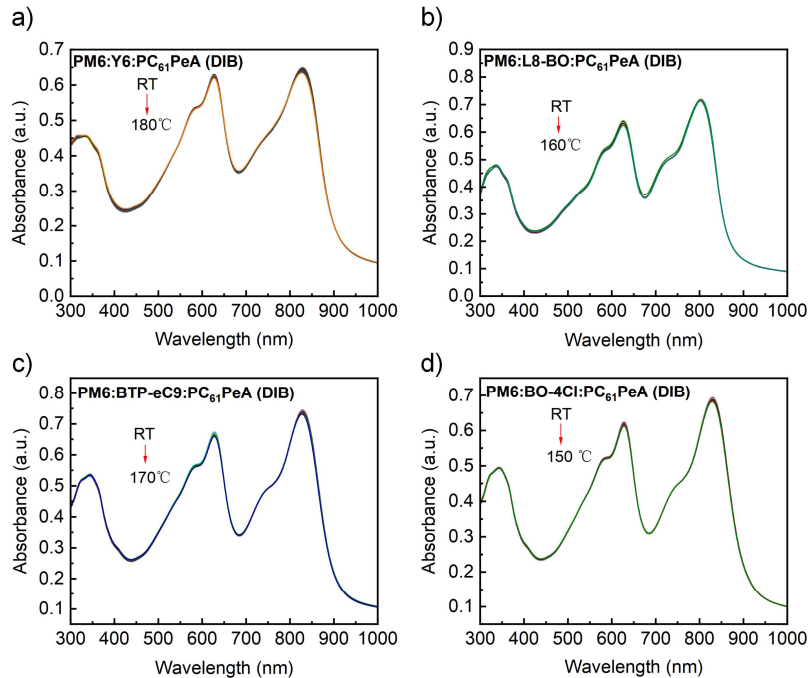 a)
PM6:Y6:PC₆₁PeA (DIB)
RT
180℃
Absorbance (a.u.)
0.7
0.6
0.5
0.4
0.3
0.2
0.1
0.0
300 400 500 600 700 800 900 1000
Wavelength (nm)
b)
PM6:L8-BO:PC₆₁PeA (DIB)
RT
160℃
Absorbance (a.u.)
0.9
0.8
0.7
0.6
0.5
0.4
0.3
0.2
0.1
0.0
300 400 500 600 700 800 900 1000
Wavelength (nm)
c)
PM6:BTP-eC9:PC₆₁PeA (DIB)
RT
170℃
Absorbance (a.u.)
0.8
0.7
0.6
0.5
0.4
0.3
0.2
0.1
300 400 500 600 700 800 900 1000
Wavelength (nm)
d)
PM6:BO-4Cl:PC₆₁PeA (DIB)
RT
150 ℃
Absorbance (a.u.)
0.7
0.6
0.5
0.4
0.3
0.2
0.1
300 400 500 600 700 800 900 1000
Wavelength (nm)